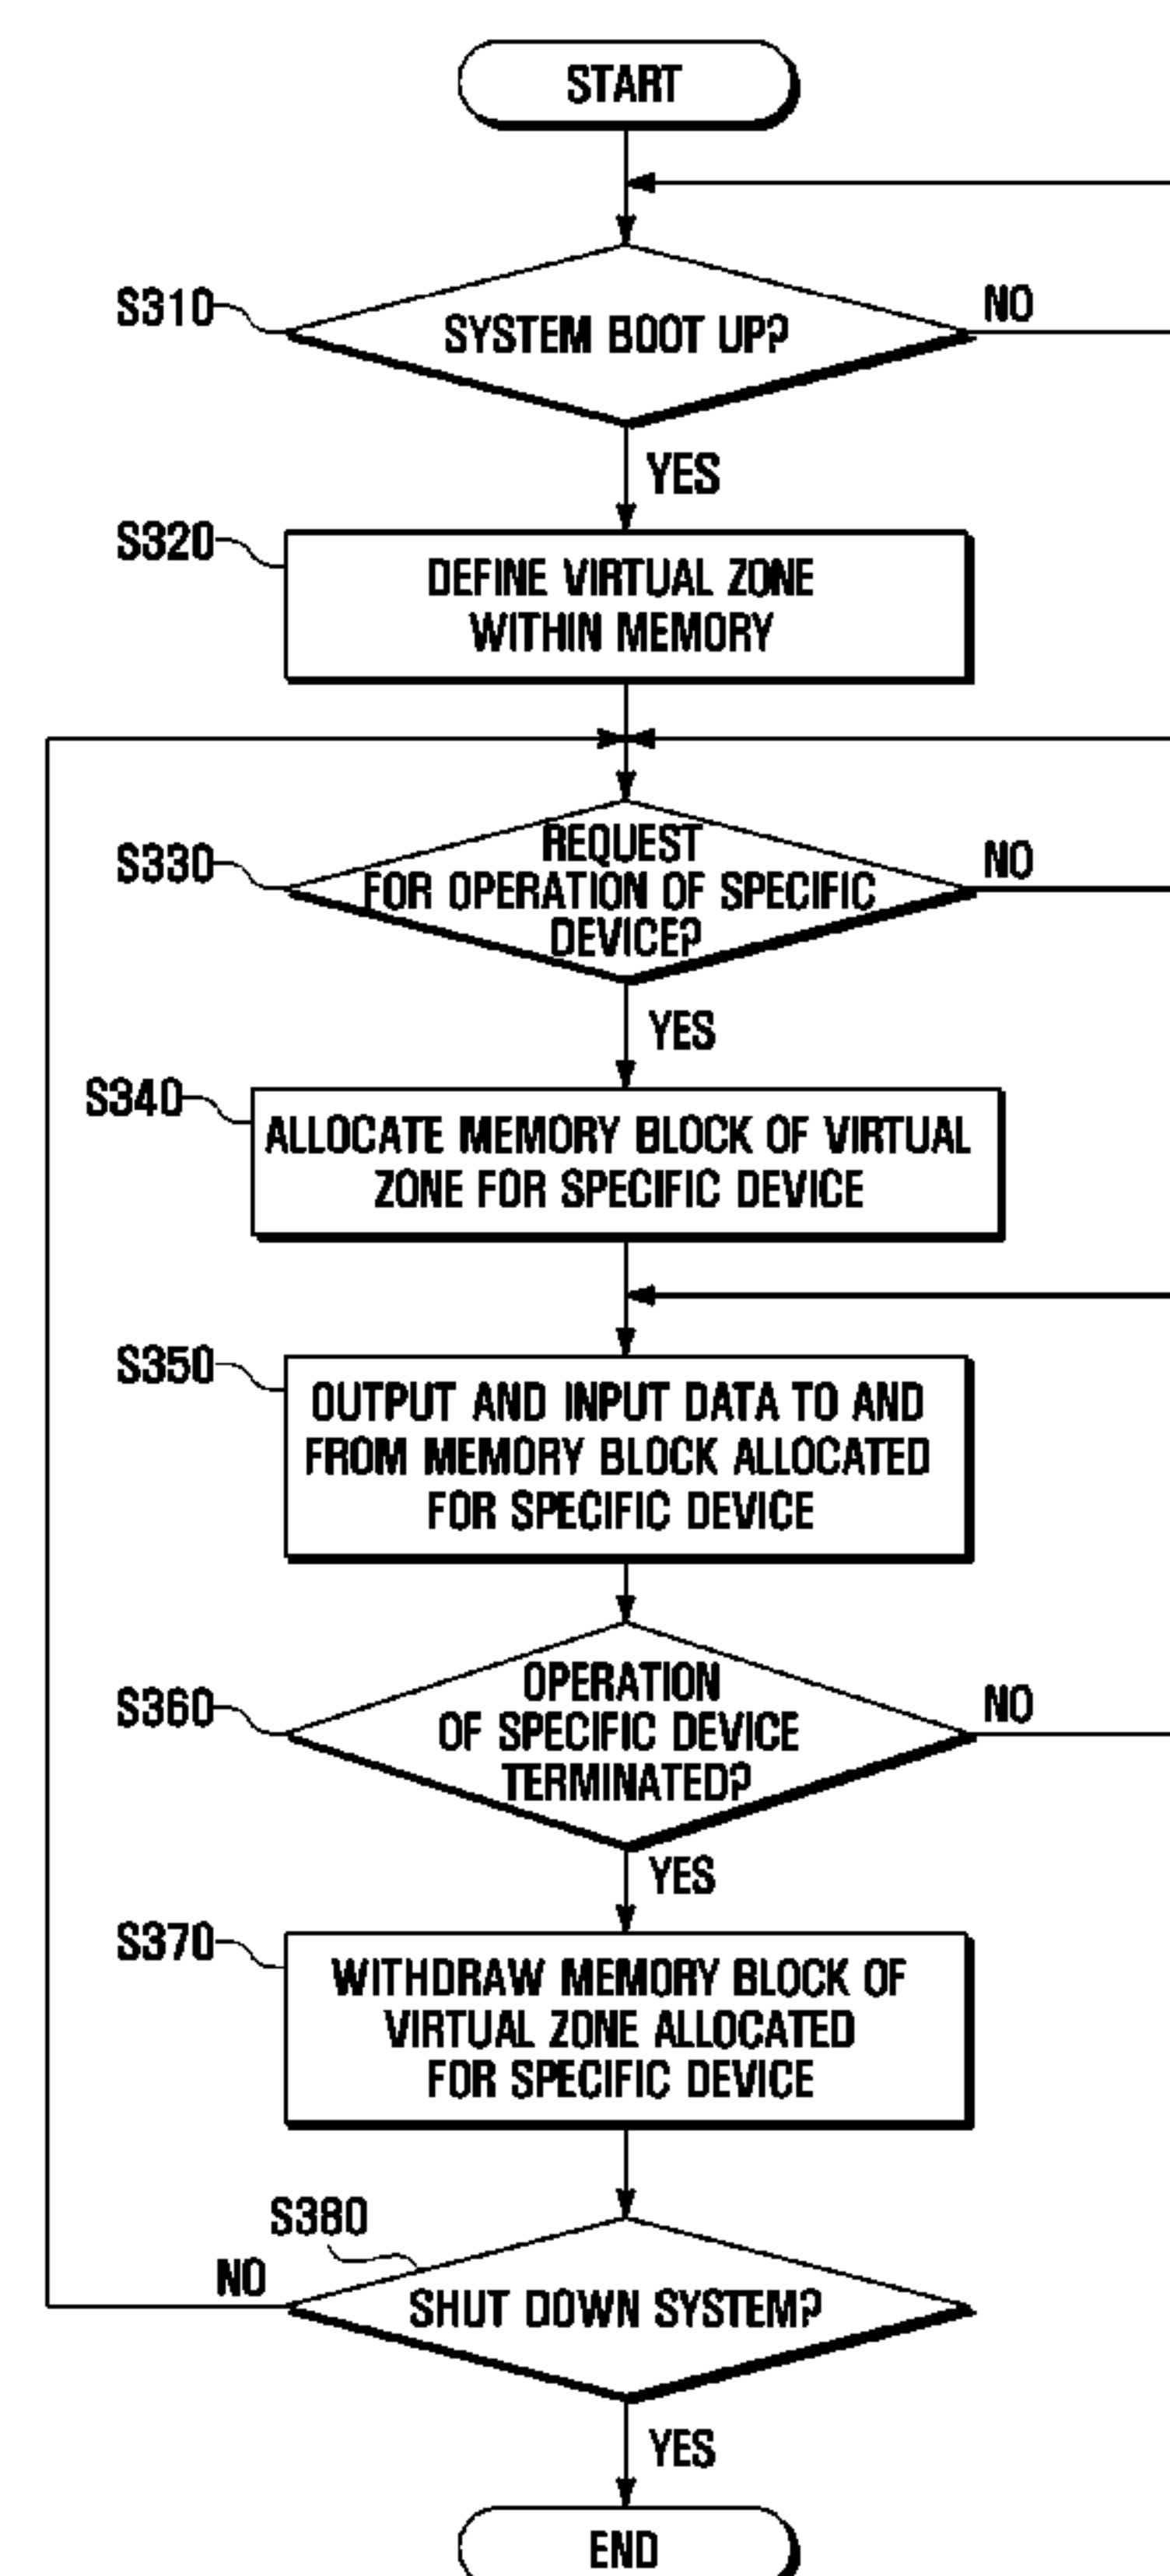 START
S310
SYSTEM BOOT UP?
NO
YES
S320
DEFINE VIRTUAL ZONE
WITHIN MEMORY
S330
REQUEST
FOR OPERATION OF SPECIFIC
DEVICE?
NO
YES
S340
ALLOCATE MEMORY BLOCK OF VIRTUAL
ZONE FOR SPECIFIC DEVICE
S350
OUTPUT AND INPUT DATA TO AND
FROM MEMORY BLOCK ALLOCATED
FOR SPECIFIC DEVICE
S360
OPERATION
OF SPECIFIC DEVICE
TERMINATED?
NO
YES
S370
WITHDRAW MEMORY BLOCK OF
VIRTUAL ZONE ALLOCATED
FOR SPECIFIC DEVICE
S380
NO
SHUT DOWN SYSTEM?
YES
END